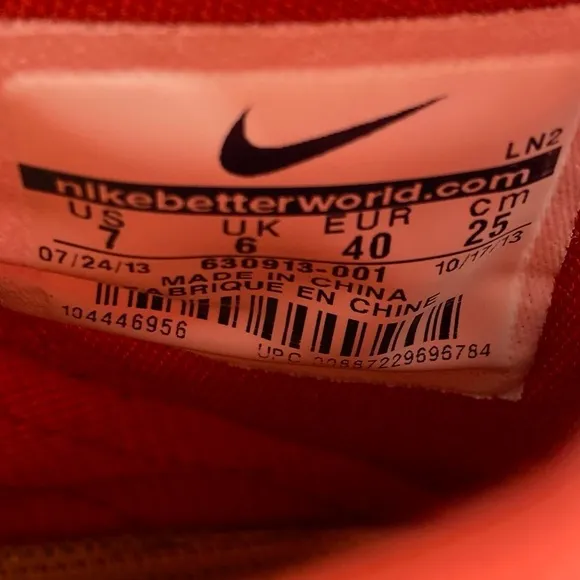 LN2
nikebetterworld.com
US UK EUR cm
7 6 40 25
07/24/13 630913-001 10/17/13
MADE IN CHINA
FABRIQUE EN CHINE
104446956
UPC 00887229696784